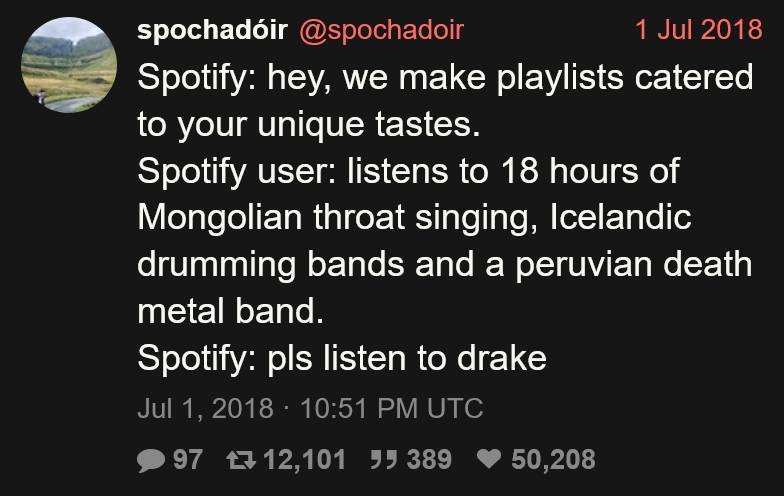 spochadóir @spochadoir 1 Jul 2018
Spotify: hey, we make playlists catered
to your unique tastes.
Spotify user: listens to 18 hours of
Mongolian throat singing, Icelandic
drumming bands and a peruvian death
metal band.
Spotify: pls listen to drake
Jul 1, 2018 · 10:51 PM UTC
97 12,101 389 50,208